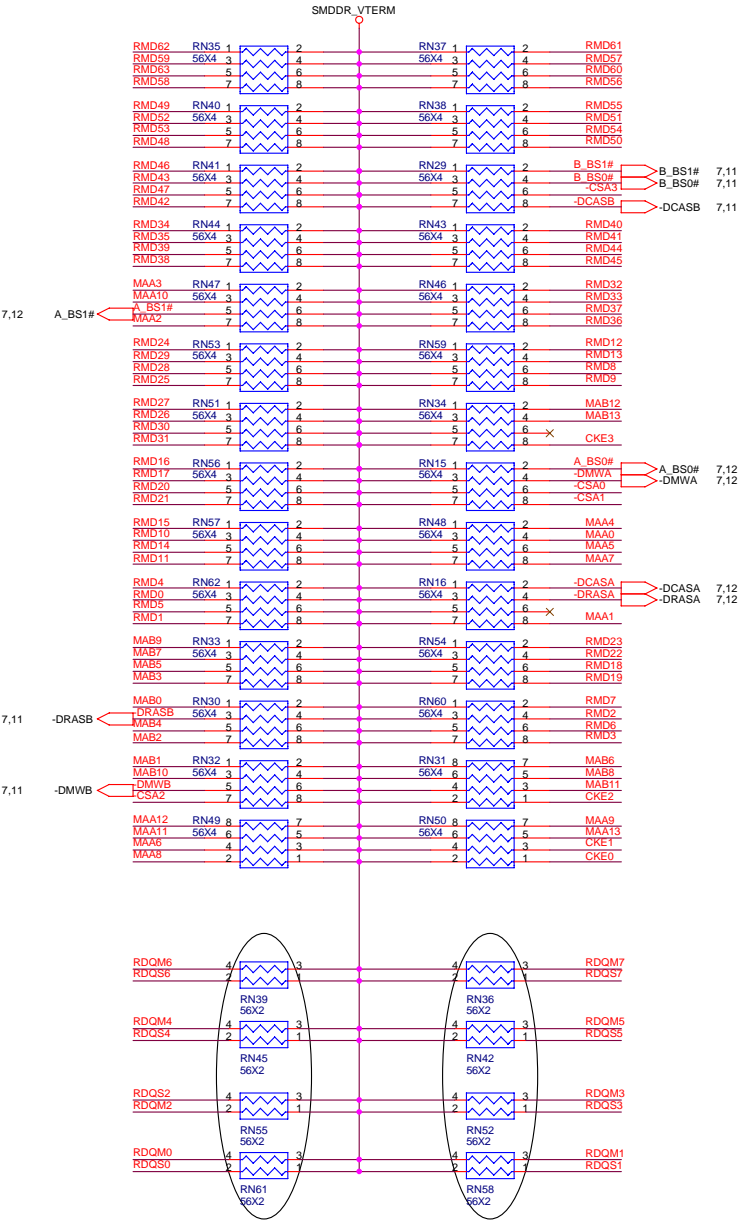 SMDDR_VTERM
RMD62 RN35 1 2 RN37 1 2 RMD61
RMD59 56X4 3 4 56X4 3 4 RMD57
RMD63 5 6 5 6 RMD60
RMD58 7 8 7 8 RMD56
RMD49 RN40 1 2 RN38 1 2 RMD55
RMD52 56X4 3 4 56X4 3 4 RMD51
RMD53 5 6 5 6 RMD54
RMD48 7 8 7 8 RMD50
RMD46 RN41 1 2 RN29 1 2 B_BS1# B_BS1# 7,11
RMD43 56X4 3 4 56X4 3 4 B_BS0# B_BS0# 7,11
RMD47 5 6 5 6 -CSA3
RMD42 7 8 7 8 -DCASB -DCASB 7,11
RMD34 RN44 1 2 RN43 1 2 RMD40
RMD35 56X4 3 4 56X4 3 4 RMD41
RMD39 5 6 5 6 RMD44
RMD38 7 8 7 8 RMD45
MAA3 RN47 1 2 RN46 1 2 RMD32
MAA10 56X4 3 4 56X4 3 4 RMD33
7,12 A_BS1# A_BS1# 5 6 5 6 RMD37
MAA2 7 8 7 8 RMD36
RMD24 RN53 1 2 RN59 1 2 RMD12
RMD29 56X4 3 4 56X4 3 4 RMD13
RMD28 5 6 5 6 RMD8
RMD25 7 8 7 8 RMD9
RMD27 RN51 1 2 RN34 1 2 MAB12
RMD26 56X4 3 4 56X4 3 4 MAB13
RMD30 5 6 5 6
RMD31 7 8 7 8 CKE3
RMD16 RN56 1 2 RN15 1 2 A_BS0# A_BS0# 7,12
RMD17 56X4 3 4 56X4 3 4 -DMWA -DMWA 7,12
RMD20 5 6 5 6 -CSA0
RMD21 7 8 7 8 -CSA1
RMD15 RN57 1 2 RN48 1 2 MAA4
RMD10 56X4 3 4 56X4 3 4 MAA0
RMD14 5 6 5 6 MAA5
RMD11 7 8 7 8 MAA7
RMD4 RN62 1 2 RN16 1 2 -DCASA -DCASA 7,12
RMD0 56X4 3 4 56X4 3 4 -DRASA -DRASA 7,12
RMD5 5 6 5 6
RMD1 7 8 7 8 MAA1
MAB9 RN33 1 2 RN54 1 2 RMD23
MAB7 56X4 3 4 56X4 3 4 RMD22
MAB5 5 6 5 6 RMD18
MAB3 7 8 7 8 RMD19
MAB0 RN30 1 2 RN60 1 2 RMD7
7,11 -DRASB -DRASB 56X4 3 4 56X4 3 4 RMD2
MAB4 5 6 5 6 RMD6
MAB2 7 8 7 8 RMD3
MAB1 RN32 1 2 RN31 8 7 MAB6
MAB10 56X4 3 4 56X4 6 5 MAB8
7,11 -DMWB -DMWB 5 6 4 3 MAB11
-CSA2 7 8 2 1 CKE2
MAA12 RN49 8 7 RN50 8 7 MAA9
MAA11 56X4 6 5 56X4 6 5 MAA13
MAA6 4 3 4 3 CKE1
MAA8 2 1 2 1 CKE0
RDQM6 4 3 4 3 RDQM7
RDQS6 2 1 2 1 RDQS7
RN39 RN36
56X2 56X2
RDQM4 4 3 4 3 RDQM5
RDQS4 2 1 2 1 RDQS5
RN45 RN42
56X2 56X2
RDQS2 4 3 4 3 RDQM3
RDQM2 2 1 2 1 RDQS3
RN55 RN52
56X2 56X2
RDQM0 4 3 4 3 RDQM1
RDQS0 2 1 2 1 RDQS1
RN61 RN58
56X2 56X2